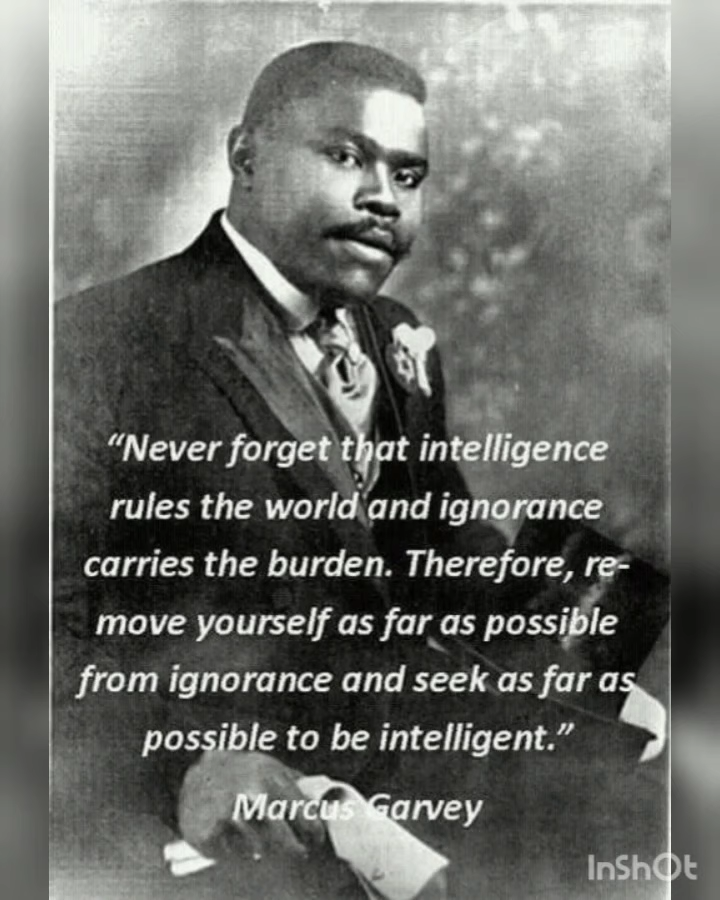 “Never forget that intelligence
rules the world and ignorance
carries the burden. Therefore, re-
move yourself as far as possible
from ignorance and seek as far as
possible to be intelligent.”
Marcus Garvey
InShOt